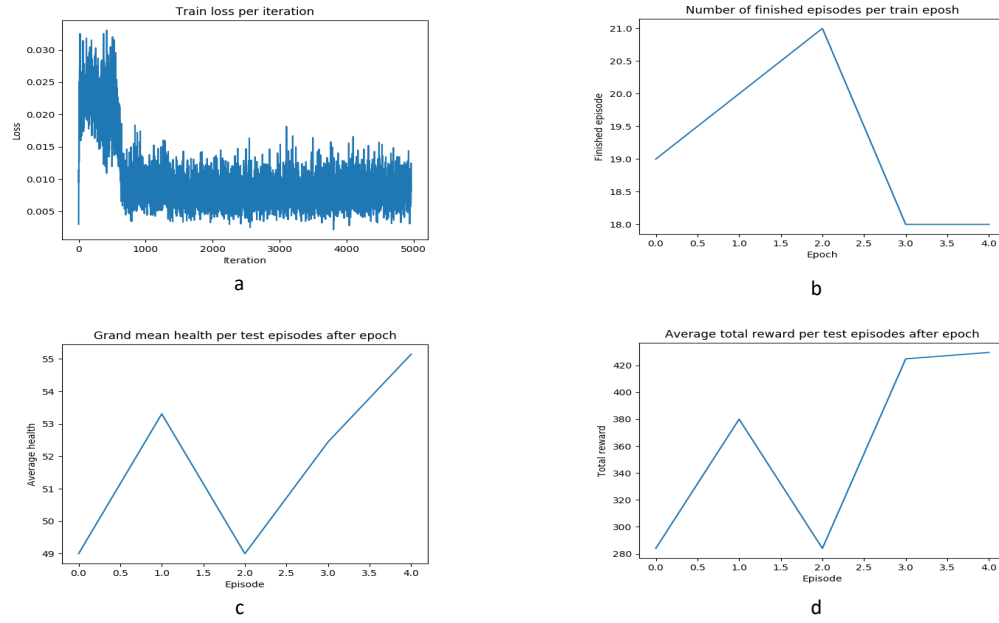 Train loss per iteration
0.030
0.025
0.020
0.015
0.010
0.005
Loss
0 1000 2000 3000 4000 5000
Iteration
a
Number of finished episodes per train eposh
21.0
20.5
20.0
19.5
19.0
18.5
18.0
Finished episode
0.0 0.5 1.0 1.5 2.0 2.5 3.0 3.5 4.0
Epoch
b
Grand mean health per test episodes after epoch
55
54
53
52
51
50
49
Average health
0.0 0.5 1.0 1.5 2.0 2.5 3.0 3.5 4.0
Episode
c
Average total reward per test episodes after epoch
420
400
380
360
340
320
300
280
Total reward
0.0 0.5 1.0 1.5 2.0 2.5 3.0 3.5 4.0
Episode
d